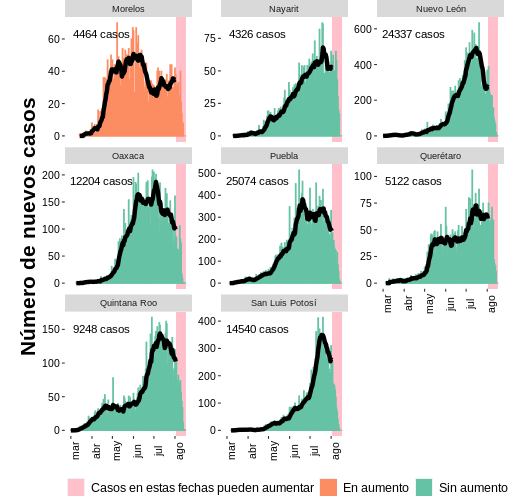 Número de nuevos casos
Morelos
4464 casos
60
40
20
0
Nayarit
4326 casos
75
50
25
0
Nuevo León
24337 casos
600
400
200
0
Oaxaca
12204 casos
200
150
100
50
0
Puebla
25074 casos
500
400
300
200
100
0
Querétaro
5122 casos
100
75
50
25
0
mar
abr
may
jun
jul
ago
Quintana Roo
9248 casos
150
100
50
0
mar
abr
may
jun
jul
ago
San Luis Potosí
14540 casos
400
300
200
100
0
mar
abr
may
jun
jul
ago
Casos en estas fechas pueden aumentar
En aumento
Sin aumento